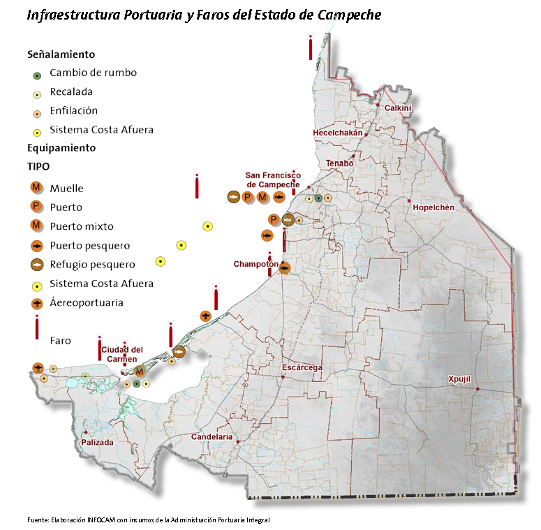 Infraestructura Portuaria y Faros del Estado de Campeche
Señalamiento
Cambio de rumbo
Recalada
Enfilación
Sistema Costa Afuera
Equipamiento
TIPO
M Muelle
P Puerto
M Puerto mixto
Puerto pesquero
Refugio pesquero
Sistema Costa Afuera
Áereoportuaria
Faro
Calkiní
Hecelchakán
Tenabo
San Francisco
de Campeche
P M
Hopelchén
P
Champotón
Ciudad del
Carmen
M
Escárcega
Xpujil
Palizada
Candelaria
Fuente: Elaboración INFOCAM con insumos de la Administración Portuaria Integral